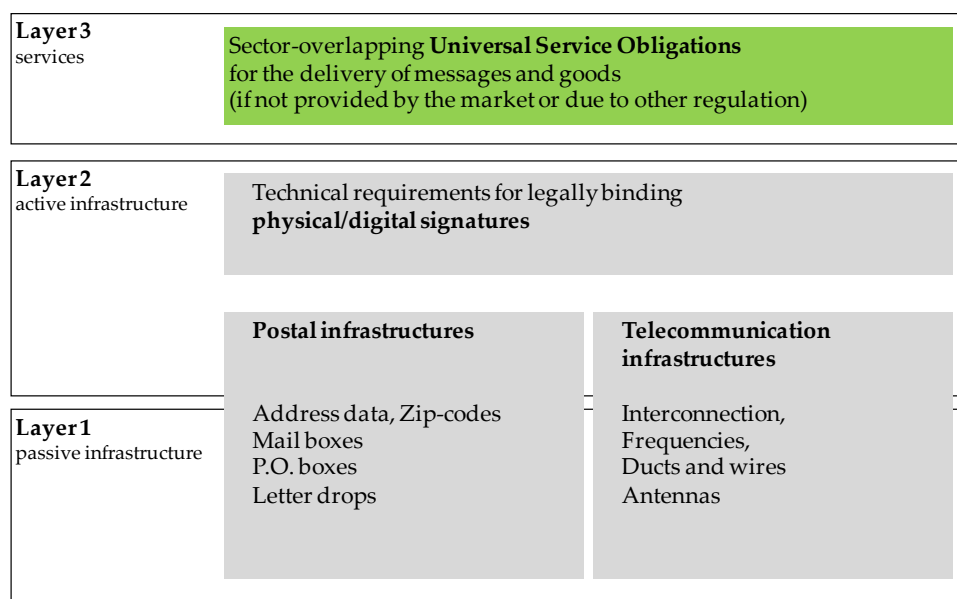 Layer 3
services
Sector-overlapping Universal Service Obligations
for the delivery of messages and goods
(if not provided by the market or due to other regulation)
Layer 2
active infrastructure
Technical requirements for legally binding
physical/digital signatures
Postal infrastructures
Telecommunication
infrastructures
Layer 1
passive infrastructure
Address data, Zip-codes
Mail boxes
P.O. boxes
Letter drops
Interconnection,
Frequencies,
Ducts and wires
Antennas